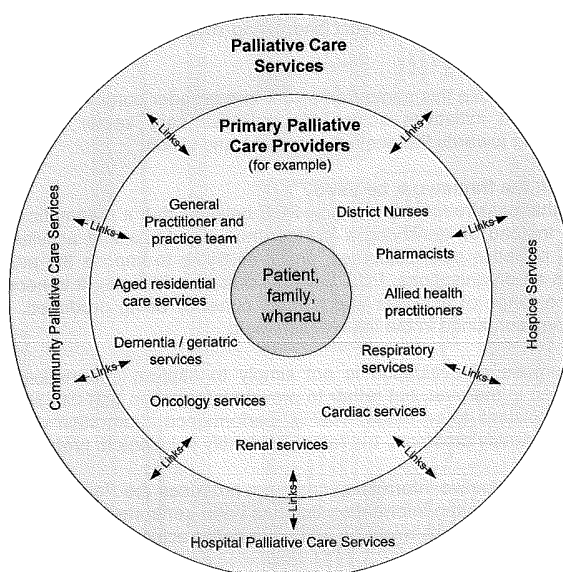 Palliative Care
Services
Links
Links
Primary Palliative
Care Providers
(for example)
General
Practitioner and
practice team
District Nurses
Links
Links
Pharmacists
Community Palliative Care Services
Aged residential
care services
Patient,
family,
whanau
Allied health
practitioners
Hospice Services
Dementia / geriatric
services
Respiratory
services
Links
Links
Oncology services
Cardiac services
Renal services
Links
Links
Links
Hospital Palliative Care Services